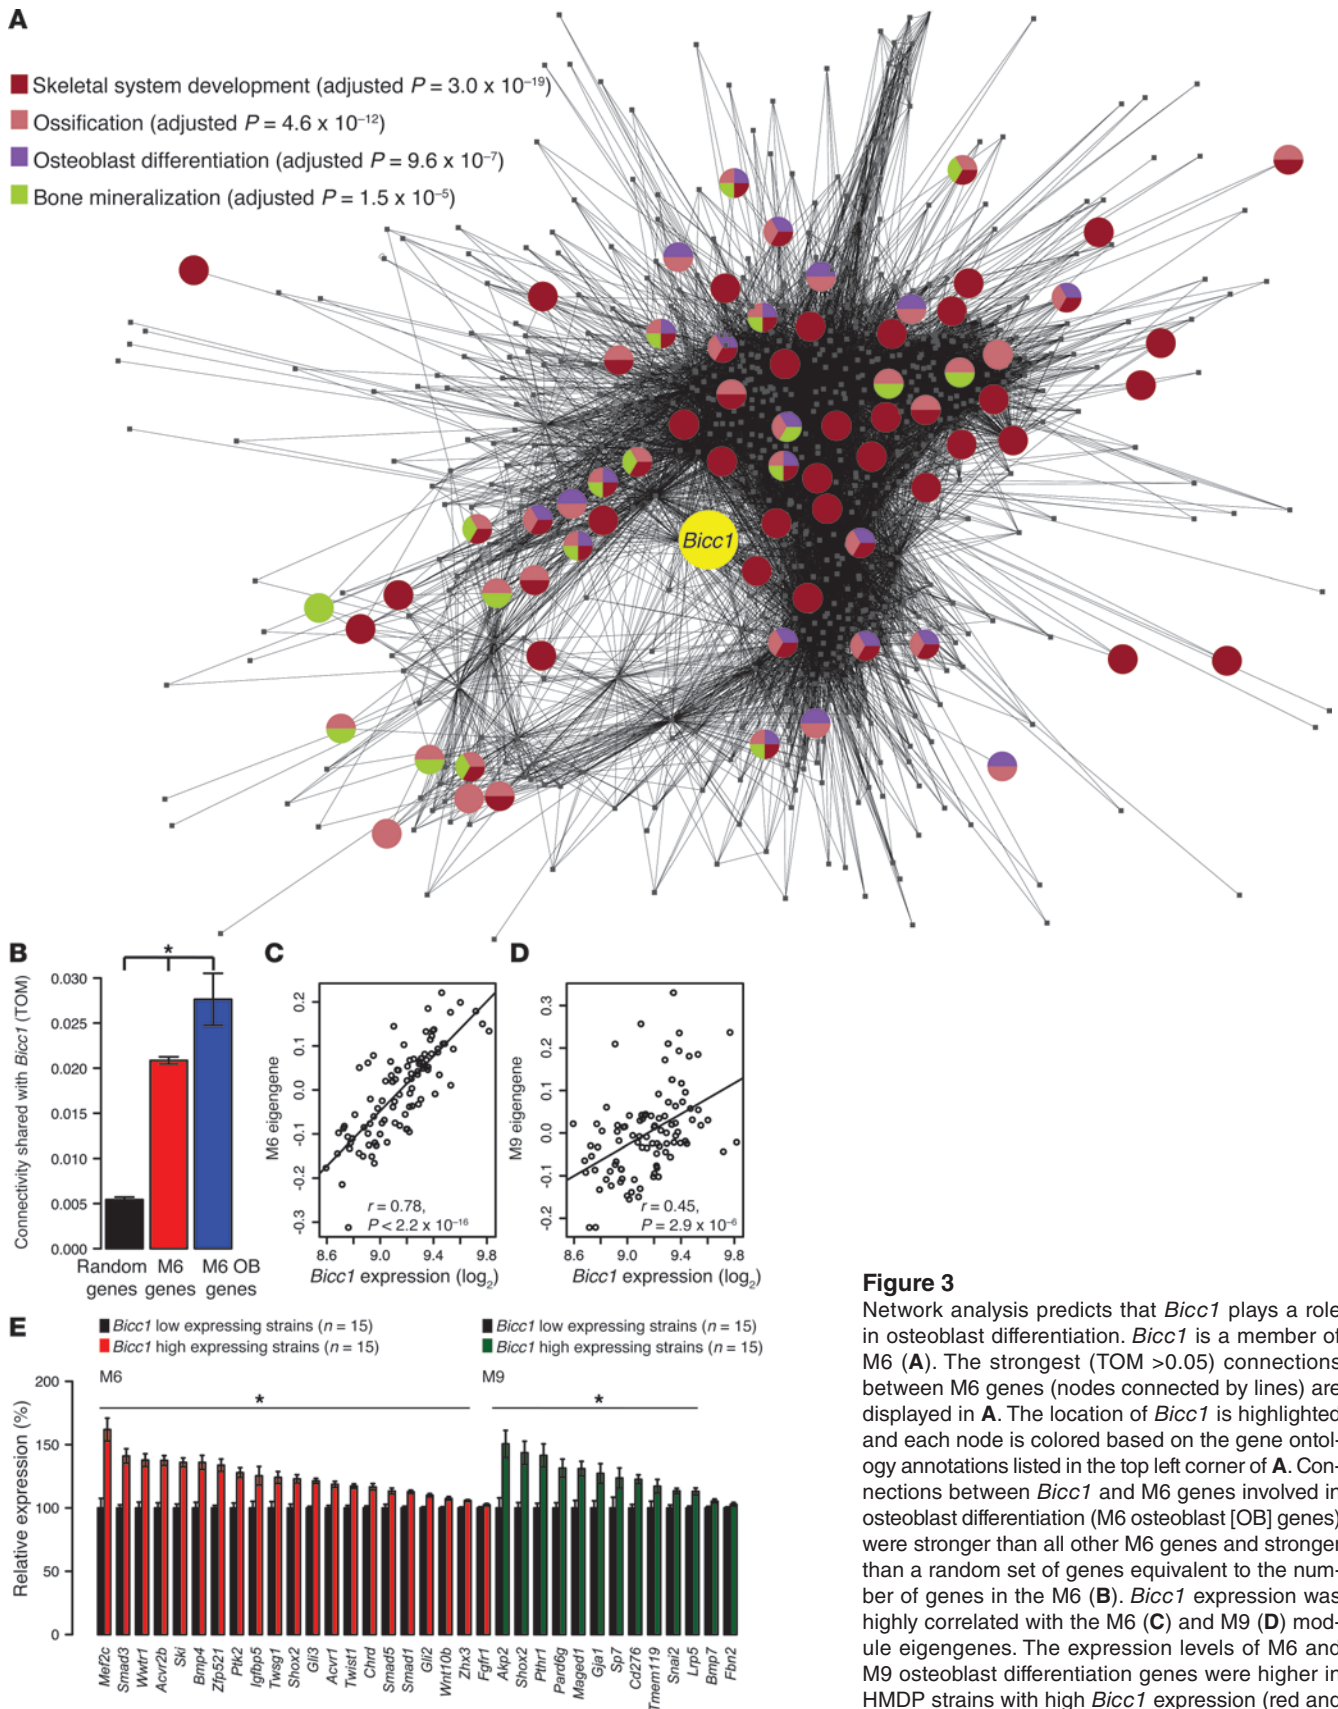 A
Skeletal system development (adjusted P = 3.0 x 10⁻¹⁹)
Ossification (adjusted P = 4.6 x 10⁻¹²)
Osteoblast differentiation (adjusted P = 9.6 x 10⁻⁷)
Bone mineralization (adjusted P = 1.5 x 10⁻⁵)
Bicc1
B
*
Connectivity shared with Bicc1 (TOM)
0.030
0.025
0.020
0.015
0.010
0.005
0.000
Random genes
M6 genes
M6 OB genes
C
M6 eigengene
0.2
0.1
0.0
-0.1
-0.2
-0.3
r = 0.78,
P < 2.2 x 10⁻¹⁶
8.6 9.0 9.4 9.8
Bicc1 expression (log₂)
D
M9 eigengene
0.3
0.2
0.1
0.0
-0.1
-0.2
r = 0.45,
P = 2.9 x 10⁻⁶
8.6 9.0 9.4 9.8
Bicc1 expression (log₂)
E
Bicc1 low expressing strains (n = 15)
Bicc1 high expressing strains (n = 15)
Bicc1 low expressing strains (n = 15)
Bicc1 high expressing strains (n = 15)
M6
*
M9
*
Relative expression (%)
200
150
100
50
0
Mef2c
Smad3
Wwtr1
Acvr2b
Ski
Bmp4
Zfp521
Ptk2
Igfbp5
Twsg1
Shox2
Gli3
Acvr1
Twist1
Chrd
Smad5
Smad1
Gli2
Wnt10b
Zhx3
Fgfr1
Akp2
Shox2
Pthr1
Pard6g
Maged1
Gja1
Sp7
Cd276
Tmem119
Snai2
Lrp5
Bmp7
Fbn2
Figure 3
Network analysis predicts that Bicc1 plays a role
in osteoblast differentiation. Bicc1 is a member of
M6 (A). The strongest (TOM >0.05) connections
between M6 genes (nodes connected by lines) are
displayed in A. The location of Bicc1 is highlighted
and each node is colored based on the gene ontol-
ogy annotations listed in the top left corner of A. Con-
nections between Bicc1 and M6 genes involved in
osteoblast differentiation (M6 osteoblast [OB] genes)
were stronger than all other M6 genes and stronger
than a random set of genes equivalent to the num-
ber of genes in the M6 (B). Bicc1 expression was
highly correlated with the M6 (C) and M9 (D) mod-
ule eigengenes. The expression levels of M6 and
M9 osteoblast differentiation genes were higher in
HMDP strains with high Bicc1 expression (red and